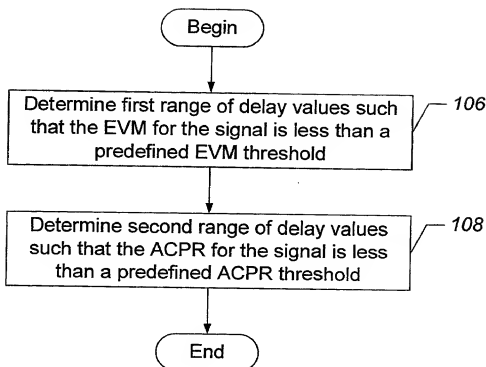 Begin
Determine first range of delay values such
that the EVM for the signal is less than a
predefined EVM threshold
106
Determine second range of delay values
such that the ACPR for the signal is less
than a predefined ACPR threshold
108
End